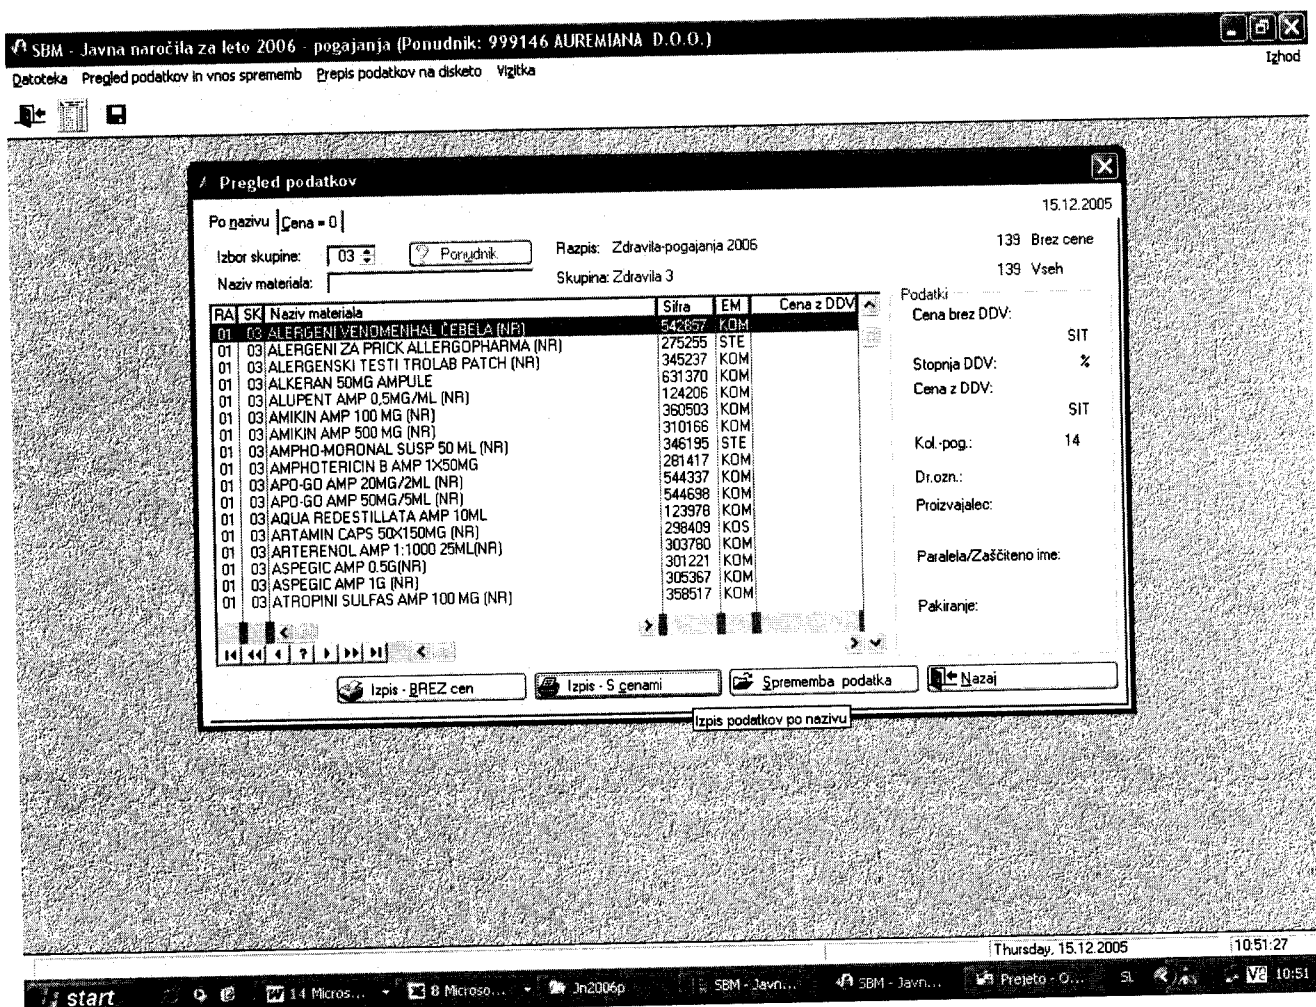 SBM - Javna naročila za leto 2006 - pogajanja (Ponudnik: 999146 AUREMIANA D.O.O.)
Datoteka Pregled podatkov in vnos sprememb Prepis podatkov na disketo Vizitka Izhod
Pregled podatkov
15.12.2005
Po nazivu Cena = 0
Izbor skupine: 03 Ponudnik Razpis: Zdravila-pogajanja 2006 139 Brez cene
Naziv materiala: Skupina: Zdravila 3 139 Vseh
RA SK Naziv materiala Sifra EM Cena z DDV
01 03 ALERGENI VENOMENHAL ČEBELA (NR) 542857 KOM
01 03 ALERGENI ZA PRICK ALLERGOPHARMA (NR) 275255 STE
01 03 ALERGENSKI TESTI TROLAB PATCH (NR) 345237 KOM
01 03 ALKERAN 50MG AMPULE 631370 KOM
01 03 ALUPENT AMP 0,5MG/ML (NR) 124206 KOM
01 03 AMIKIN AMP 100 MG (NR) 360503 KOM
01 03 AMIKIN AMP 500 MG (NR) 310166 KOM
01 03 AMPHO-MORONAL SUSP 50 ML (NR) 346195 STE
01 03 AMPHOTERICIN B AMP 1X50MG 281417 KOM
01 03 APO-GO AMP 20MG/2ML (NR) 544337 KOM
01 03 APO-GO AMP 50MG/5ML (NR) 544698 KOM
01 03 AQUA REDESTILLATA AMP 10ML 123978 KOM
01 03 ARTAMIN CAPS 50X150MG (NR) 298409 KOS
01 03 ARTERENOL AMP 1:1000 25ML(NR) 303780 KOM
01 03 ASPEGIC AMP 0.5G(NR) 301221 KOM
01 03 ASPEGIC AMP 1G (NR) 305367 KOM
01 03 ATROPINI SULFAS AMP 100 MG (NR) 358517 KOM
Podatki
Cena brez DDV:
SIT
Stopnja DDV: %
Cena z DDV:
SIT
Kol.-pog.: 14
Dr.ozn.:
Proizvajalec:
Paralela/Zaščiteno ime:
Pakiranje:
Izpis - BREZ cen Izpis - S cenami Sprememba podatka Nazaj
Izpis podatkov po nazivu
Thursday, 15.12.2005 10:51:27
start 14 Micros... 8 Microso... Jn2006p SBM - Javn... SBM - Javn... Prejeto - O... SL 10:51